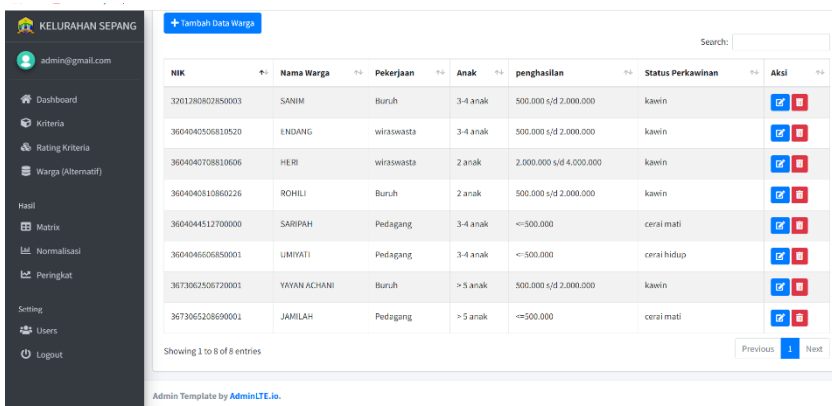 KELURAHAN SEPANG
admin@gmail.com
Dashboard
Kriteria
Rating Kriteria
Warga (Alternatif)
Hasil
Matrix
Normalisasi
Peringkat
Setting
Users
Logout
+ Tambah Data Warga
Search:
NIK Nama Warga Pekerjaan Anak penghasilan Status Perkawinan Aksi
3201280802850003 SANIM Buruh 3-4 anak 500.000 s/d 2.000.000 kawin
3604040506810520 ENDANG wiraswasta 3-4 anak 500.000 s/d 2.000.000 kawin
3604040708810606 HERI wiraswasta 2 anak 2.000.000 s/d 4.000.000 kawin
3604040810860226 ROHILI Buruh 2 anak 500.000 s/d 2.000.000 kawin
3604044512700000 SARIPAH Pedagang 3-4 anak <=500.000 cerai mati
3604046606850001 UMIYATI Pedagang 3-4 anak <=500.000 cerai hidup
3673062506720001 YAYAN ACHANI Buruh > 5 anak 500.000 s/d 2.000.000 kawin
3673065208690001 JAMILAH Pedagang > 5 anak <=500.000 cerai mati
Showing 1 to 8 of 8 entries
Previous 1 Next
Admin Template by AdminLTE.io.